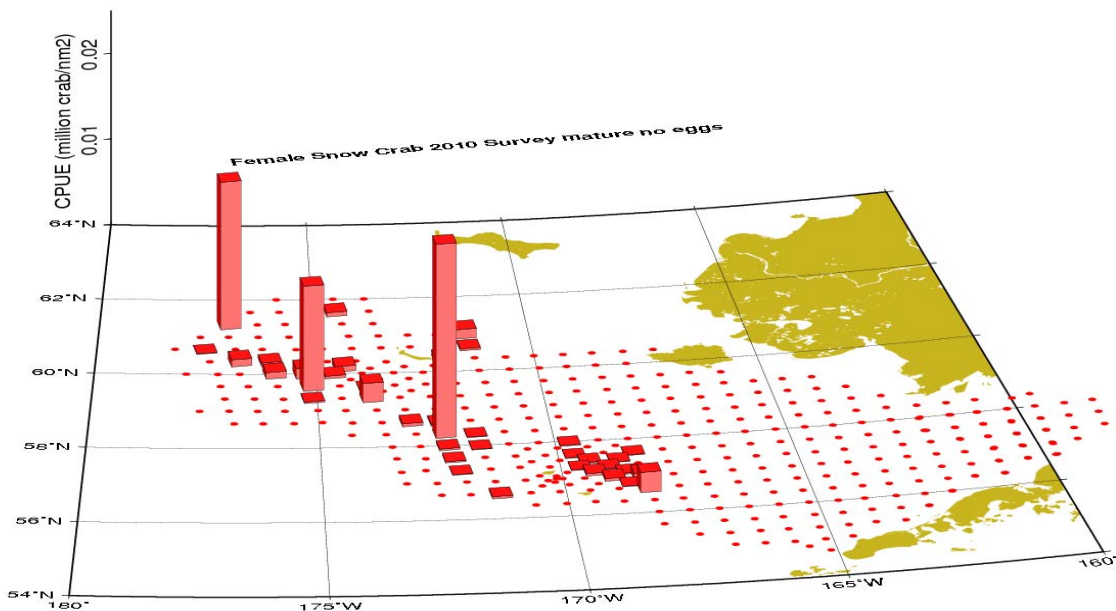 0.02
CPUE (million crab/nm2)
0.01
Female Snow Crab 2010 Survey mature no eggs
64°N
62°N
60°N
58°N
56°N
54°N
180°
175°W
170°W
165°W
160°